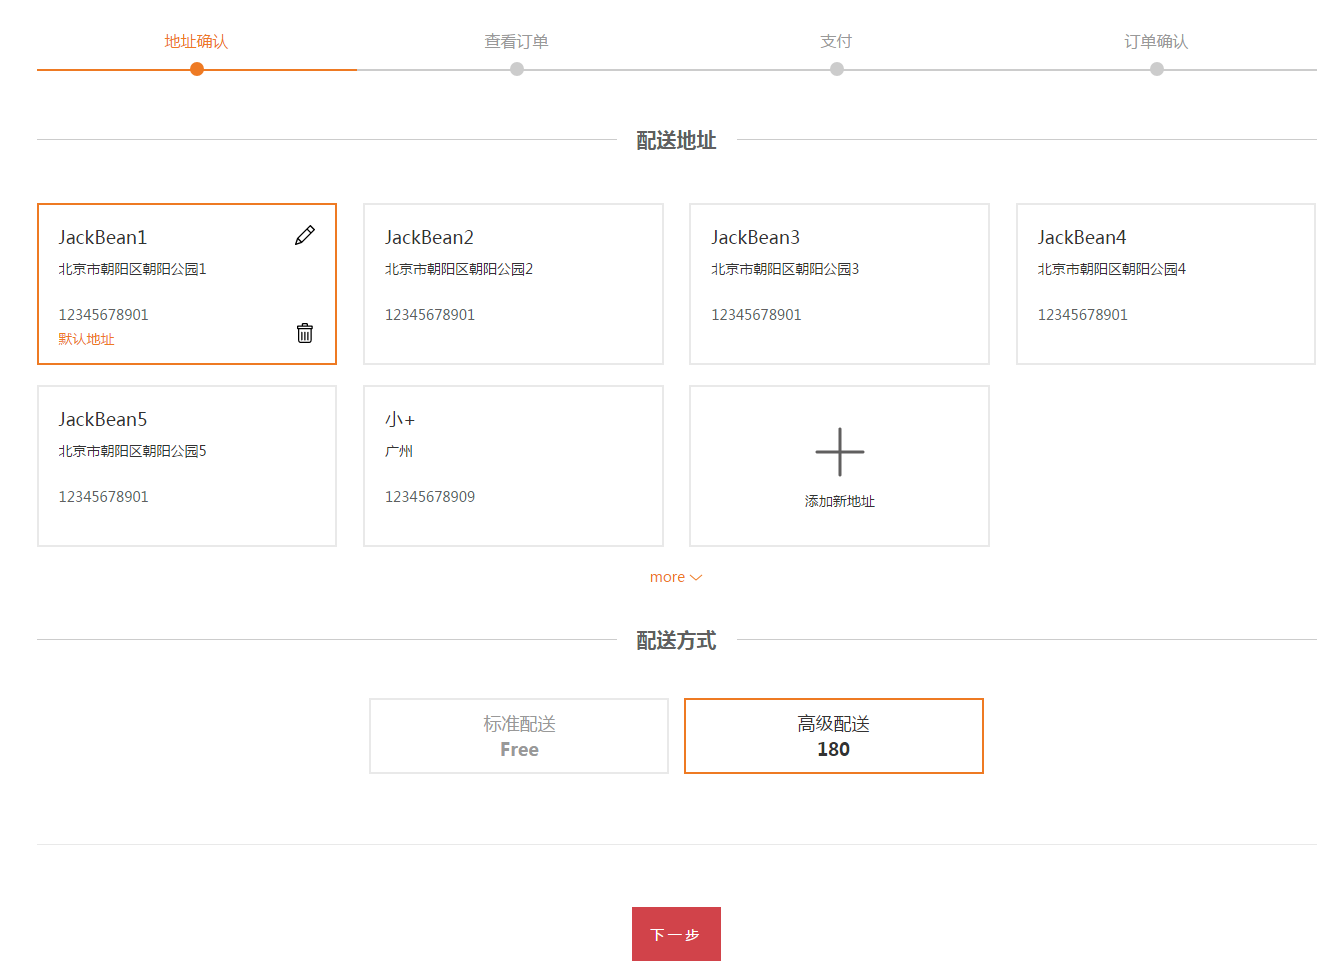 地址确认 查看订单 支付 订单确认
配送地址
JackBean1
北京市朝阳区朝阳公园1
12345678901
默认地址
JackBean2
北京市朝阳区朝阳公园2
12345678901
JackBean3
北京市朝阳区朝阳公园3
12345678901
JackBean4
北京市朝阳区朝阳公园4
12345678901
JackBean5
北京市朝阳区朝阳公园5
12345678901
小+
广州
12345678909
添加新地址
more
配送方式
标准配送
Free
高级配送
180
下一步